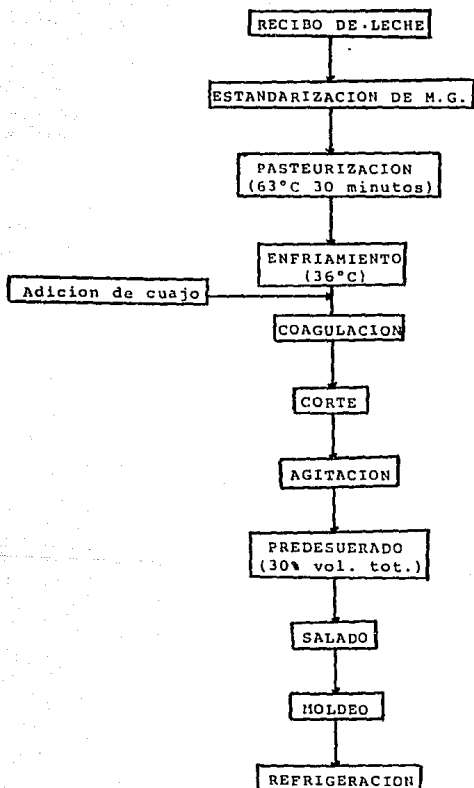 RECIBO DE.LECHE
ESTANDARIZACION DE M.G.
PASTEURIZACION
(63°C 30 minutos)
ENFRIAMIENTO
(36°C)
Adicion de cuajo
COAGULACION
CORTE
AGITACION
PREDESUERADO
(30% vol. tot.)
SALADO
MOLDEO
REFRIGERACION